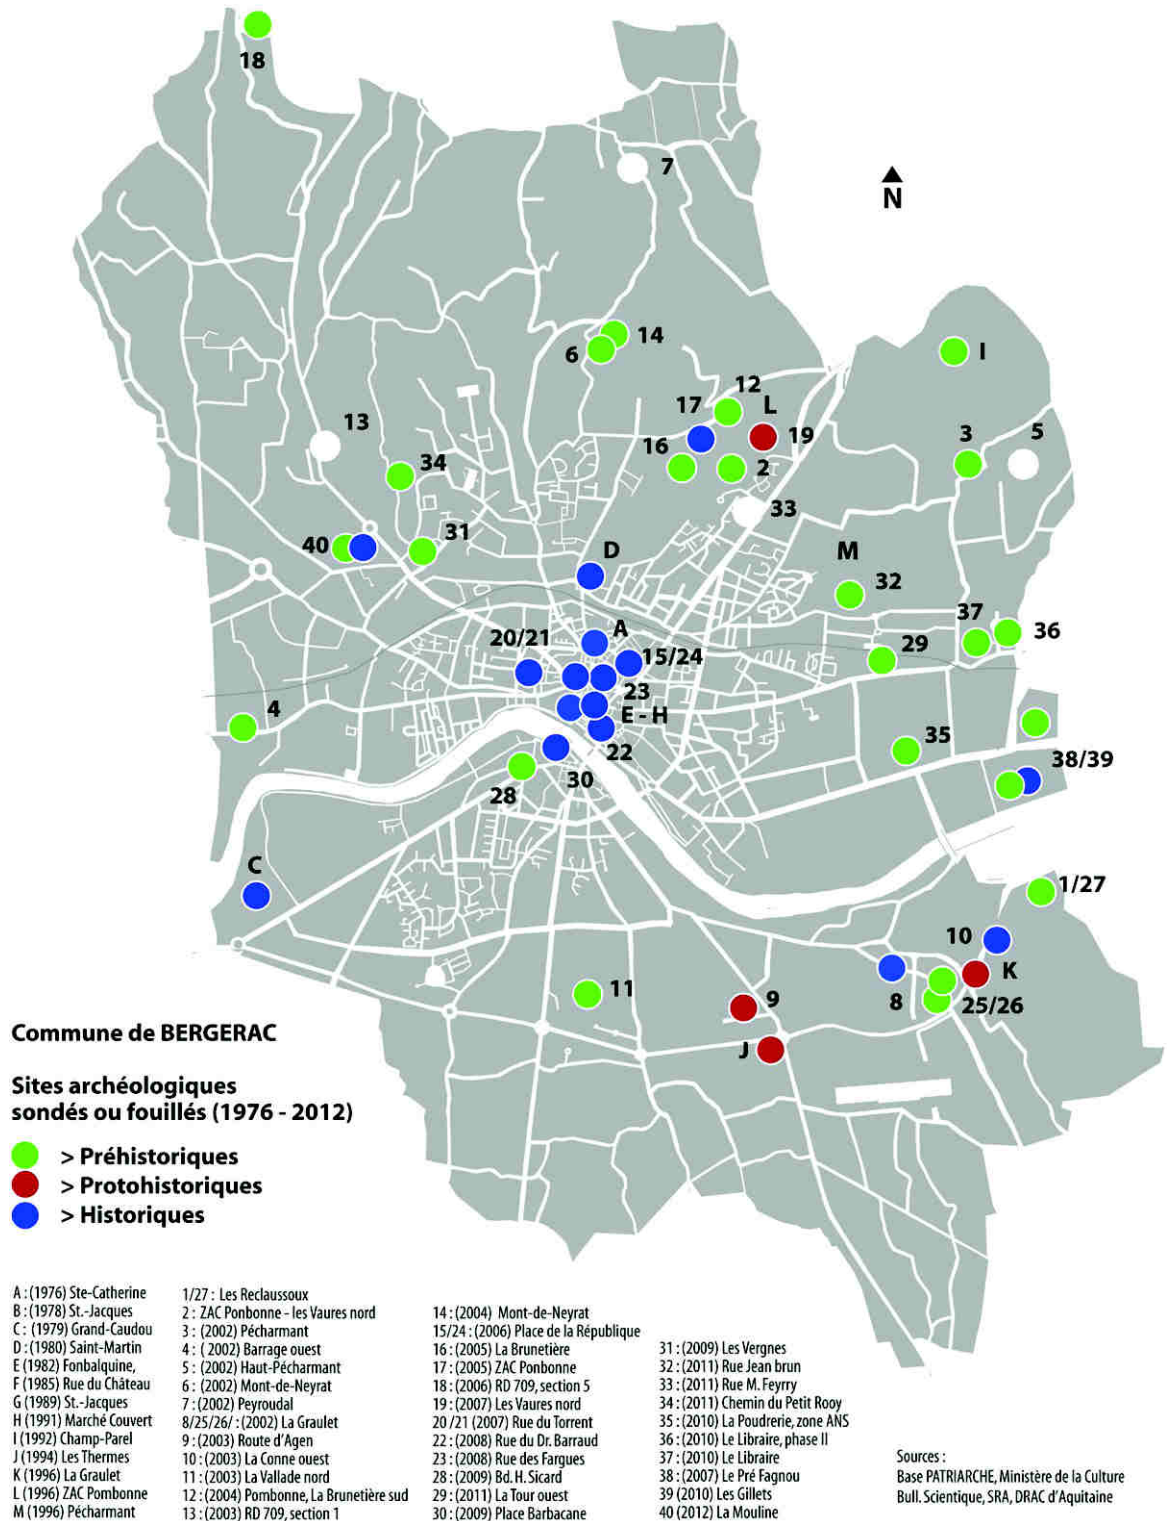 18
7
N
14
6
I
12
17
L
13
16
19
3
5
34
2
33
40
31
D
M
32
37
36
A
20/21
15/24
29
23
4
E - H
22
35
38/39
30
28
C
1/27
10
K
11
9
8
25/26
J
Commune de BERGERAC
Sites archéologiques
sondés ou fouillés (1976 - 2012)
> Préhistoriques
> Protohistoriques
> Historiques
A : (1976) Ste-Catherine
B : (1978) St.-Jacques
C : (1979) Grand-Caudou
D : (1980) Saint-Martin
E (1982) Fonbalquine,
F (1985) Rue du Château
G (1989) St.-Jacques
H (1991) Marché Couvert
I (1992) Champ-Parel
J (1994) Les Thermes
K (1996) La Graulet
L (1996) ZAC Pombonne
M (1996) Pécharmant
1/27 : Les Reclaussoux
2 : ZAC Ponbonne - les Vaures nord
3 : (2002) Pécharmant
4 : ( 2002) Barrage ouest
5 : (2002) Haut-Pécharmant
6 : (2002) Mont-de-Neyrat
7 : (2002) Peyroudal
8/25/26/ : (2002) La Graulet
9 : (2003) Route d'Agen
10 : (2003) La Conne ouest
11 : (2003) La Vallade nord
12 : (2004) Pombonne, La Brunetière sud
13 : (2003) RD 709, section 1
14 : (2004) Mont-de-Neyrat
15/24 : (2006) Place de la République
16 : (2005) La Brunetière
17 : (2005) ZAC Ponbonne
18 : (2006) RD 709, section 5
19 : (2007) Les Vaures nord
20 /21 (2007) Rue du Torrent
22 : (2008) Rue du Dr. Barraud
23 : (2008) Rue des Fargues
28 : (2009) Bd. H. Sicard
29 : (2011) La Tour ouest
30 : (2009) Place Barbacane
31 : (2009) Les Vergnes
32 : (2011) Rue Jean brun
33 : (2011) Rue M. Feyrry
34 : (2011) Chemin du Petit Rooy
35 : (2010) La Poudrerie, zone ANS
36 : (2010) Le Libraire, phase II
37 : (2010) Le Libraire
38 : (2007) Le Pré Fagnou
39 (2010) Les Gillets
40 (2012) La Mouline
Sources :
Base PATRIARCHE, Ministère de la Culture
Bull. Scientique, SRA, DRAC d'Aquitaine